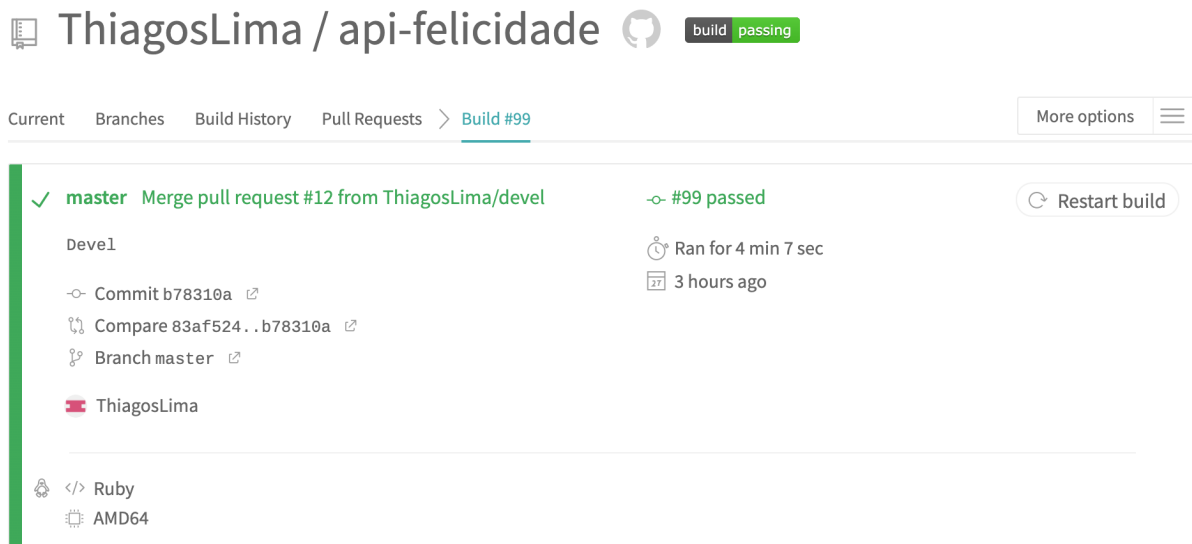 ThiagosLima / api-felicidade build passing
Current Branches Build History Pull Requests Build #99 More options
master Merge pull request #12 from ThiagosLima/devel #99 passed Restart build
Devel Ran for 4 min 7 sec
3 hours ago
Commit b78310a
Compare 83af524..b78310a
Branch master
ThiagosLima
Ruby
AMD64